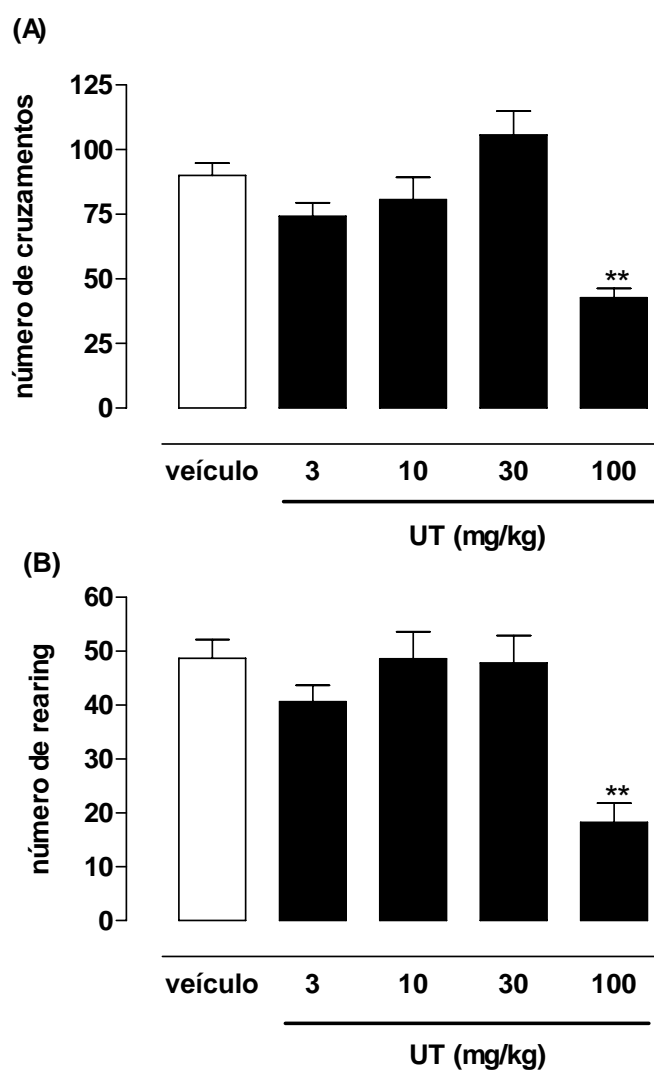 (A)
número de cruzamentos
125
100
75
50
25
0
**
veículo 3 10 30 100
UT (mg/kg)
(B)
número de rearing
60
50
40
30
20
10
0
**
veículo 3 10 30 100
UT (mg/kg)